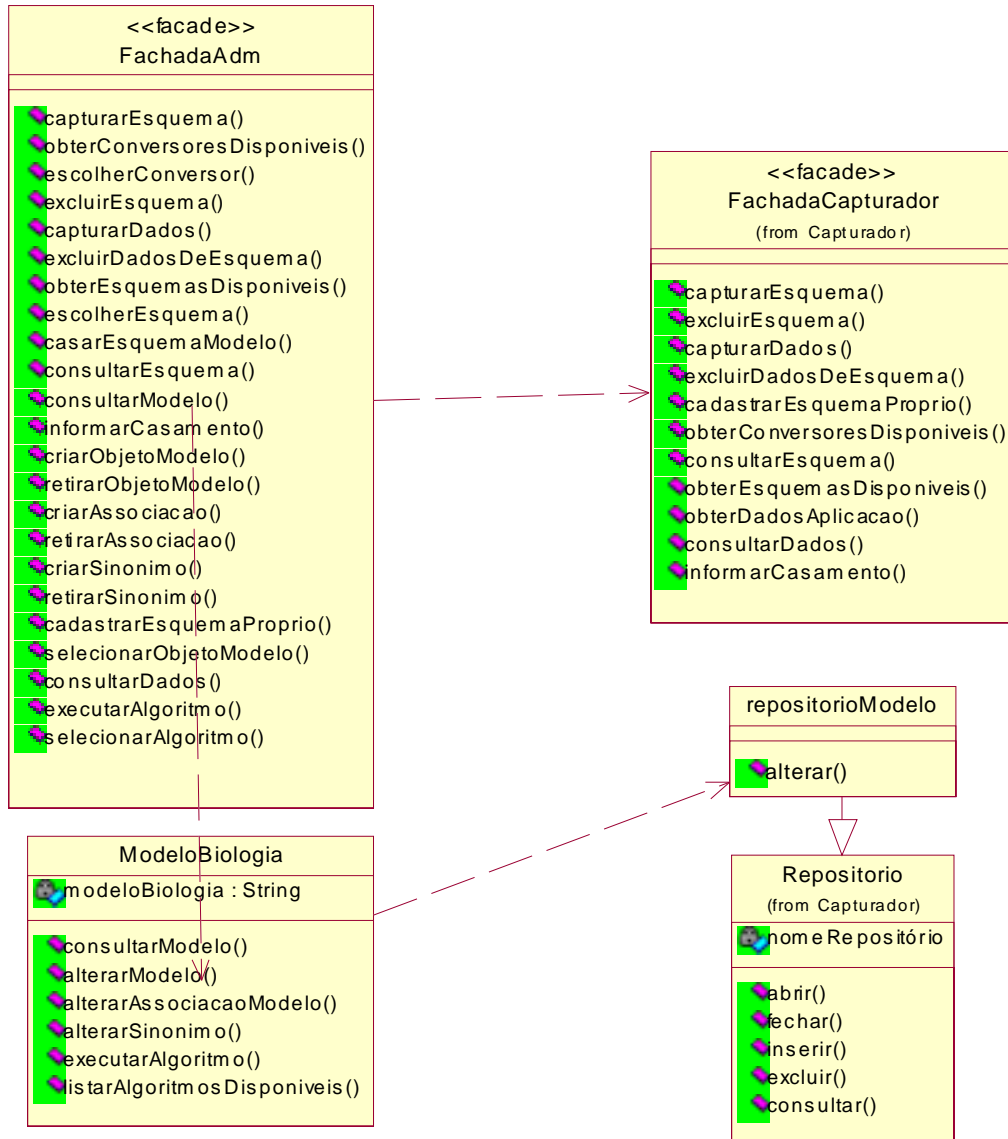 <<facade>>
FachadaAdm
capturarEsquema()
obterConversoresDisponiveis()
escolherConversor()
excluirEsquema()
capturarDados()
excluirDadosDeEsquema()
obterEsquemasDisponiveis()
escolherEsquema()
casarEsquemaModelo()
consultarEsquema()
consultarModelo()
informarCasamento()
criarObjetoModelo()
retirarObjetoModelo()
criarAssociacao()
retirarAssociacao()
criarSinonimo()
retirarSinonimo()
cadastrarEsquemaProprio()
selecionarObjetoModelo()
consultarDados()
executarAlgoritmo()
selecionarAlgoritmo()
<<facade>>
FachadaCapturador
(from Capturador)
capturarEsquema()
excluirEsquema()
capturarDados()
excluirDadosDeEsquema()
cadastrarEsquemaProprio()
obterConversoresDisponiveis()
consultarEsquema()
obterEsquemasDisponiveis()
obterDadosAplicacao()
consultarDados()
informarCasamento()
repositorioModelo
alterar()
ModeloBiologia
modeloBiologia : String
consultarModelo()
alterarModelo()
alterarAssociacaoModelo()
alterarSinonimo()
executarAlgoritmo()
listarAlgoritmosDisponiveis()
Repositorio
(from Capturador)
nomeRepositório
abrir()
fechar()
inserir()
excluir()
consultar()